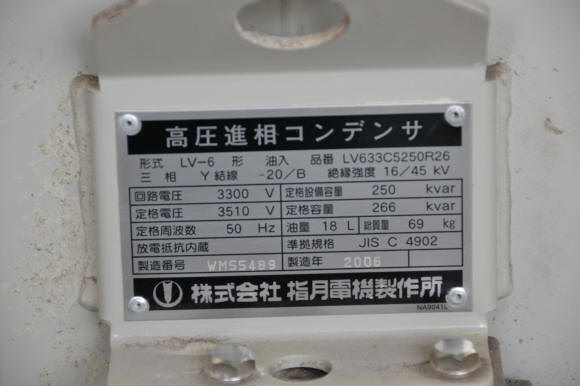 高圧進相コンデンサ
形式 LV-6 形 油入 品番 LV633C5250R26
三相 Y結線 -20/B 絶縁強度 16/45 kV
回路電圧 3300 V 定格設備容量 250 kvar
定格電圧 3510 V 定格容量 266 kvar
定格周波数 50 Hz 油量 18 L 総質量 69 kg
放電抵抗内蔵 準拠規格 JIS C 4902
製造番号 WM55489 製造年 2006
株式会社 指月電機製作所
NA9041L